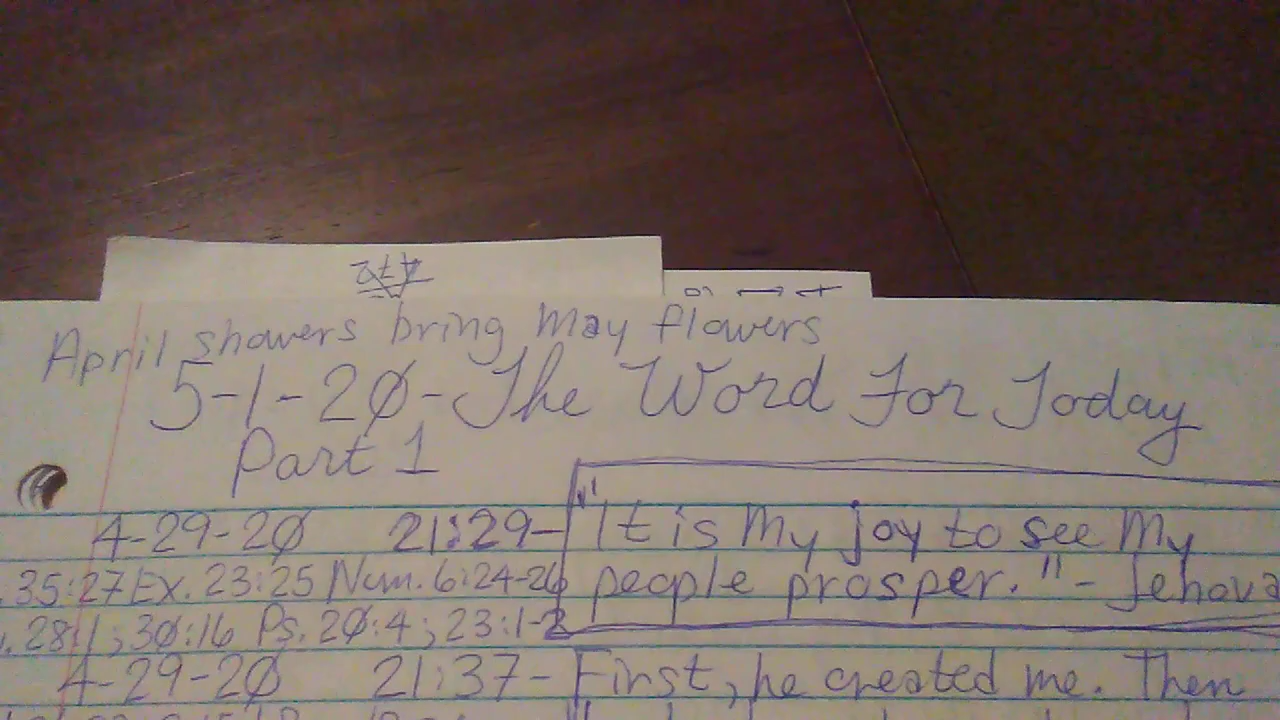 April showers bring may flowers
5-1-20-The Word For Today
Part 1
4-29-20 21:29-"It is My joy to see My
35:27 Ex. 23:25 Num. 6:24-26 people prosper."-Jehova
28:1;30:16 Ps. 20:4;23:1-2
4-29-20 21:37-First, he created me. Then